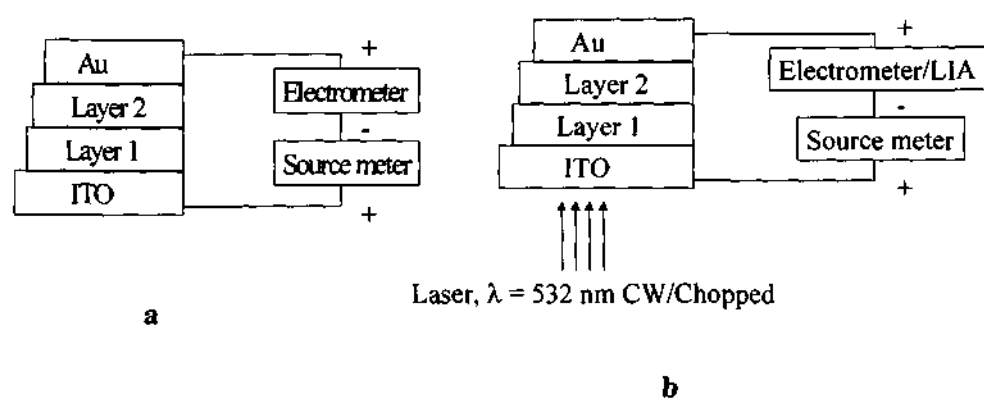 Au
Layer 2
Layer 1
ITO
+
Electrometer
-
Source meter
+
a
Au
Layer 2
Layer 1
ITO
+
Electrometer/LIA
-
Source meter
+
Laser, λ = 532 nm CW/Chopped
b